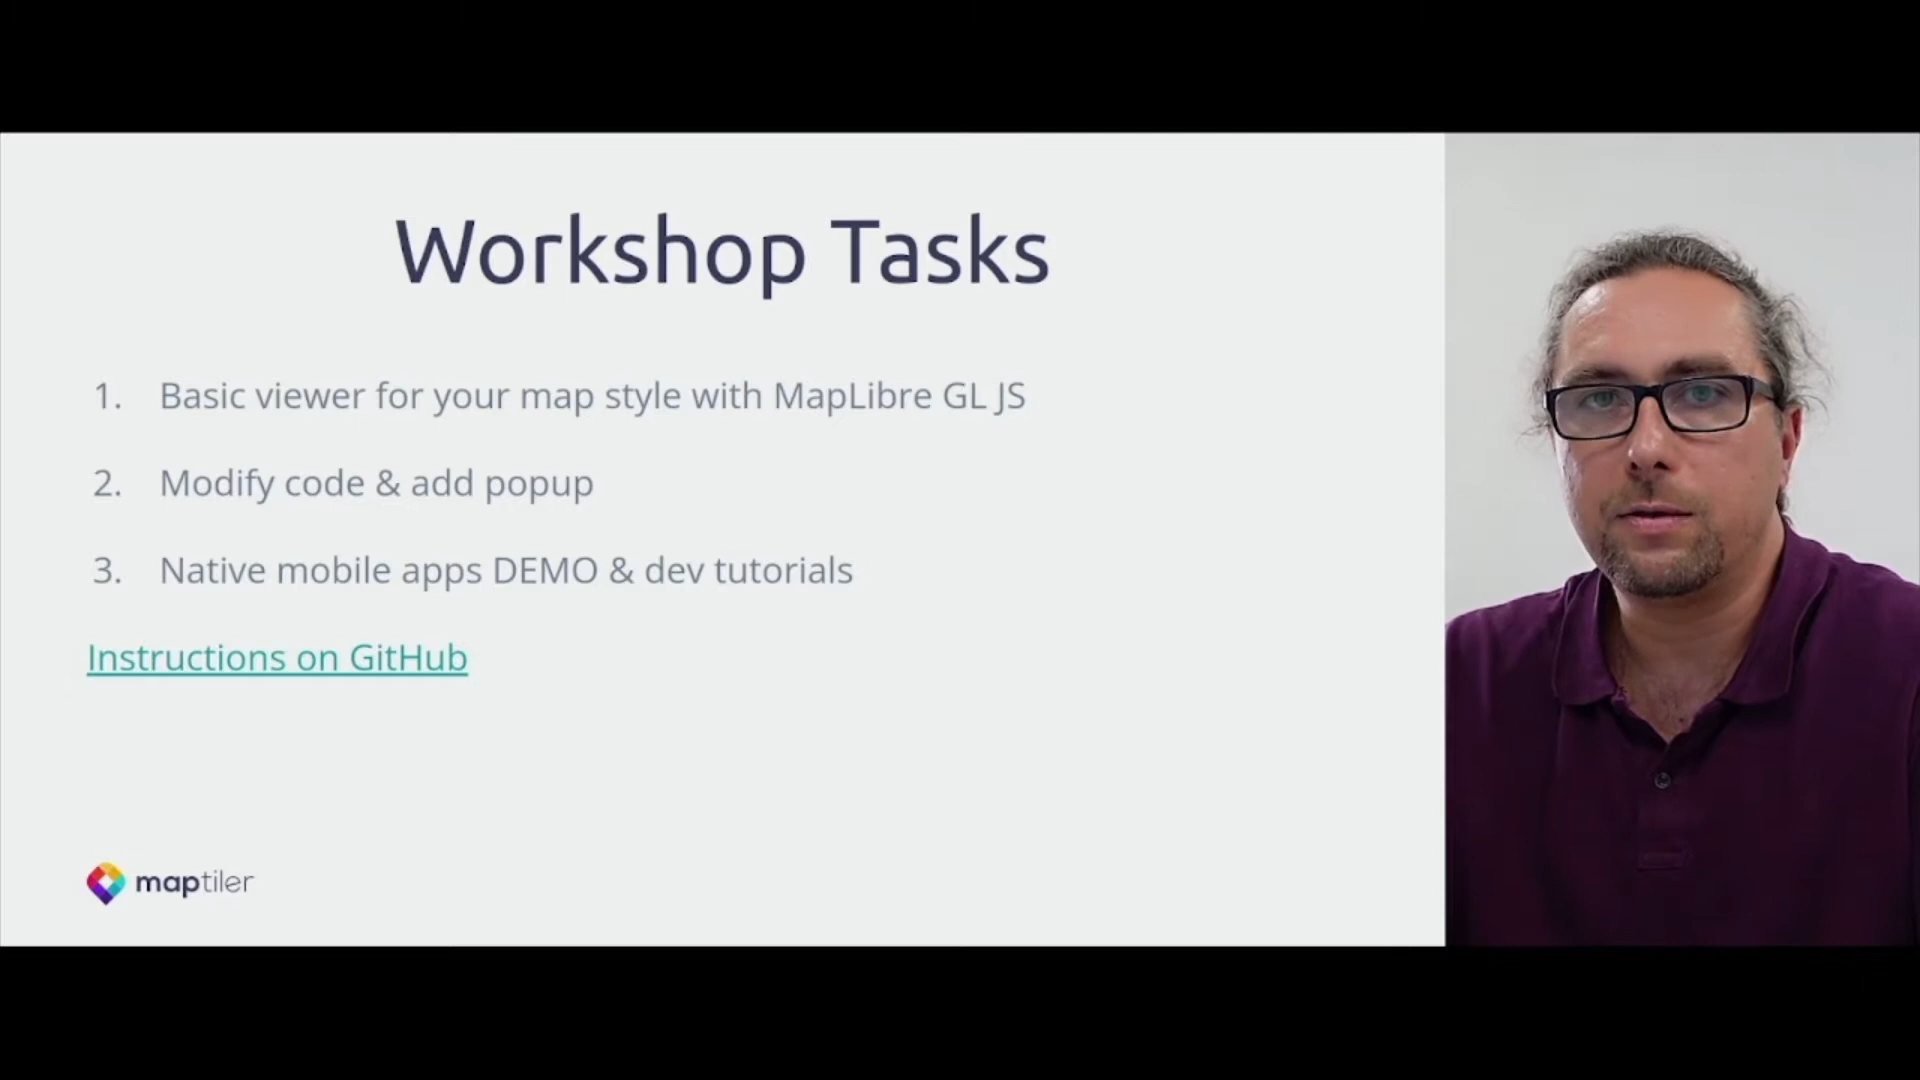 Workshop Tasks
1. Basic viewer for your map style with MapLibre GL JS
2. Modify code & add popup
3. Native mobile apps DEMO & dev tutorials
Instructions on GitHub
maptiler